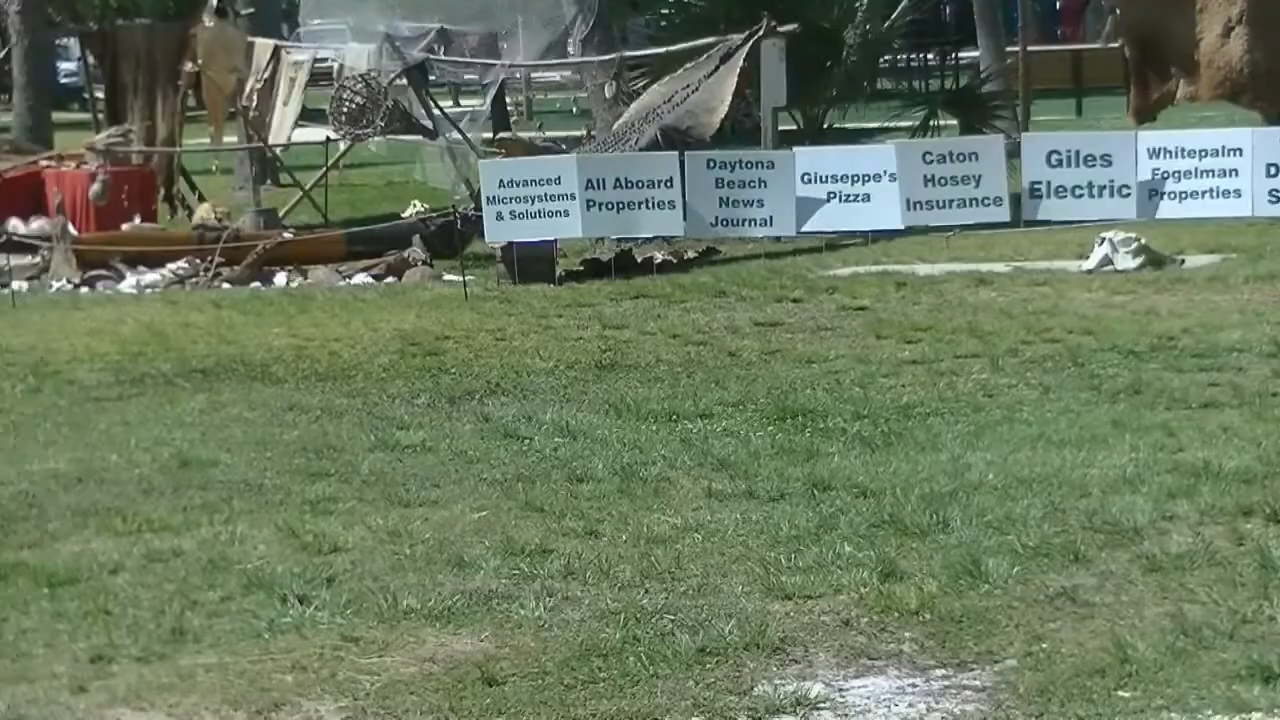 Advanced
Microsystems
& Solutions
All Aboard
Properties
Daytona
Beach
News
Journal
Giuseppe's
Pizza
Caton
Hosey
Insurance
Giles
Electric
Whitepalm
Fogelman
Properties
D
S